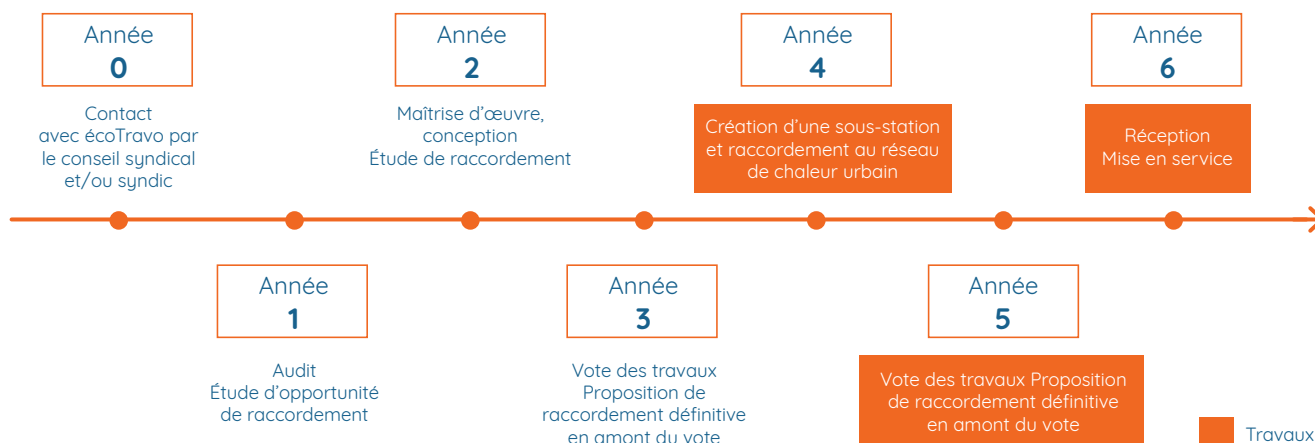 Année
0
Contact
avec écoTravo par
le conseil syndical
et/ou syndic
Année
1
Audit
Étude d'opportunité
de raccordement
Année
2
Maîtrise d'œuvre,
conception
Étude de raccordement
Année
3
Vote des travaux
Proposition de
raccordement définitive
en amont du vote
Année
4
Création d'une sous-station
et raccordement au réseau
de chaleur urbain
Année
5
Vote des travaux Proposition
de raccordement définitive
en amont du vote
Année
6
Réception
Mise en service
Travaux